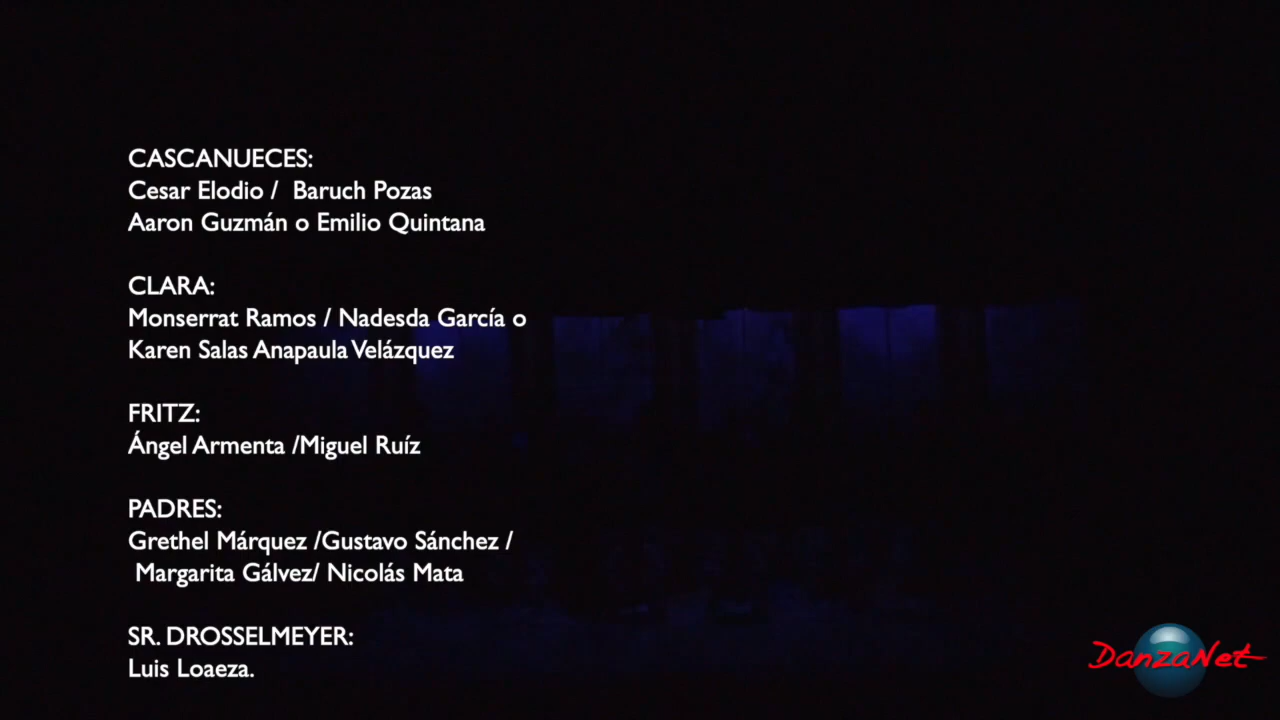 CASCANUECES:
Cesar Elodio /  Baruch Pozas
Aaron Guzmán o Emilio Quintana
CLARA:
Monserrat Ramos / Nadesda García o
Karen Salas Anapaula Velázquez
FRITZ:
Ángel Armenta /Miguel Ruíz
PADRES:
Grethel Márquez /Gustavo Sánchez /
Margarita Gálvez/ Nicolás Mata
SR. DROSSELMEYER:
Luis Loaeza.
DanzaNet